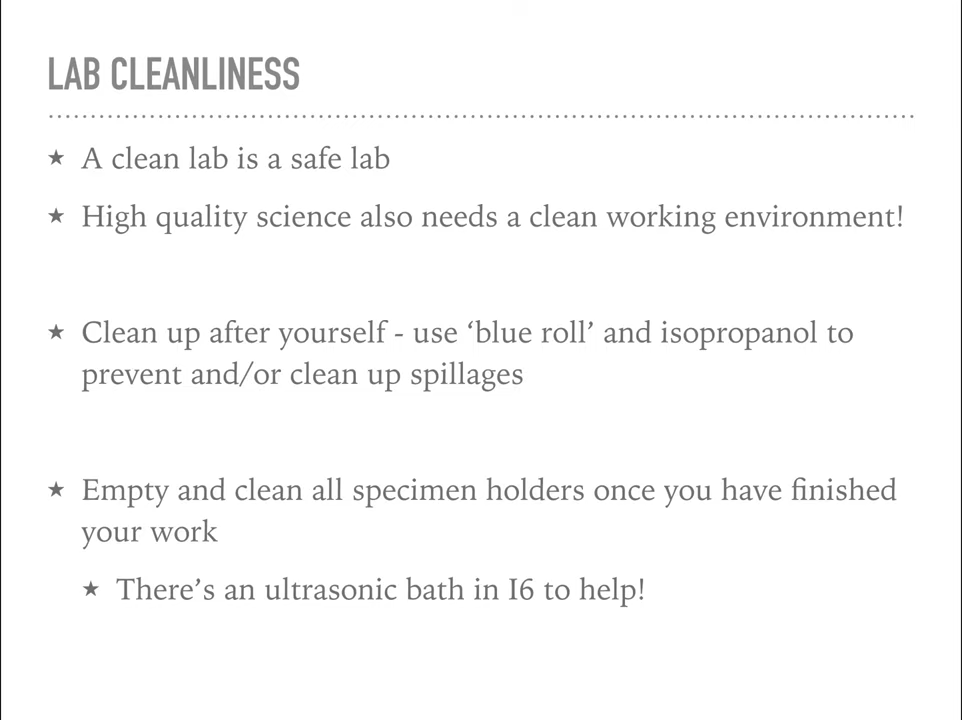 LAB CLEANLINESS
★ A clean lab is a safe lab
★ High quality science also needs a clean working environment!
★ Clean up after yourself - use ‘blue roll’ and isopropanol to
prevent and/or clean up spillages
★ Empty and clean all specimen holders once you have finished
your work
★ There’s an ultrasonic bath in I6 to help!